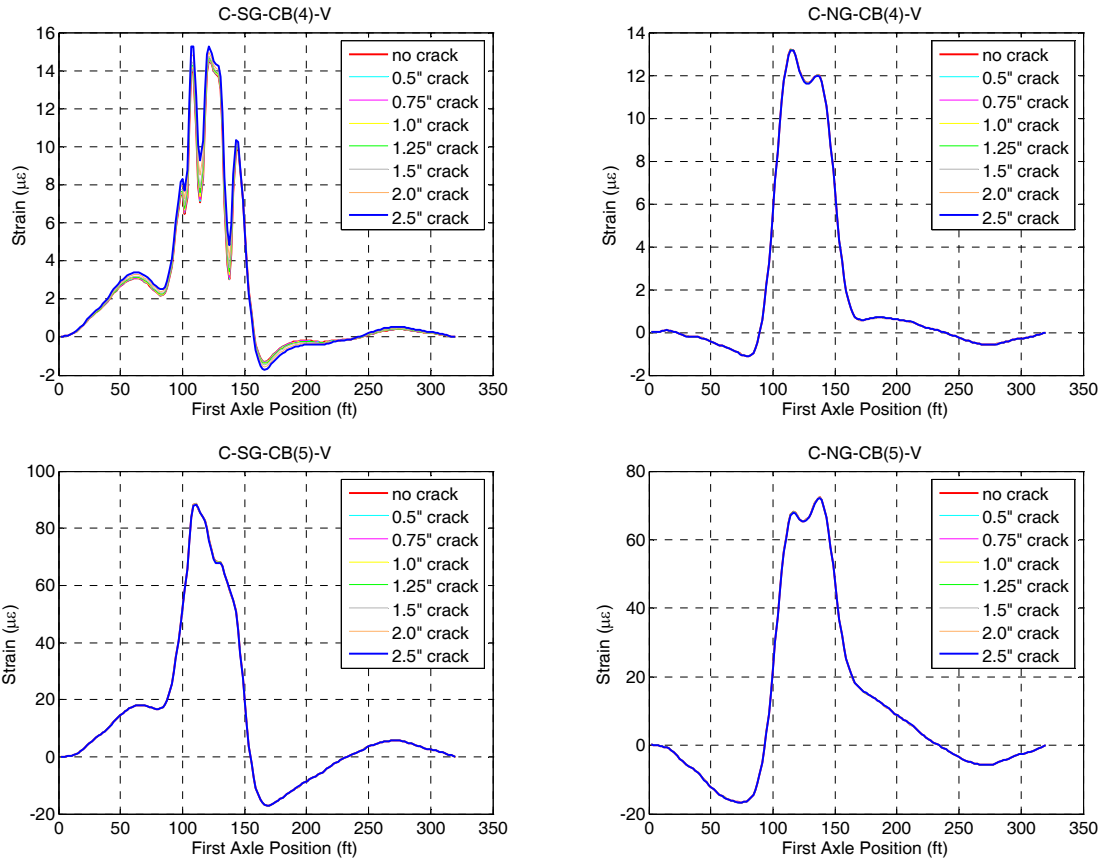 C-SG-CB(4)-V
16
14
12
10
8
6
4
2
0
-2
0
50
100
150
200
250
300
350
Strain (με)
First Axle Position (ft)
no crack
0.5" crack
0.75" crack
1.0" crack
1.25" crack
1.5" crack
2.0" crack
2.5" crack
C-NG-CB(4)-V
14
12
10
8
6
4
2
0
-2
0
50
100
150
200
250
300
350
Strain (με)
First Axle Position (ft)
no crack
0.5" crack
0.75" crack
1.0" crack
1.25" crack
1.5" crack
2.0" crack
2.5" crack
C-SG-CB(5)-V
100
80
60
40
20
0
-20
0
50
100
150
200
250
300
350
Strain (με)
First Axle Position (ft)
no crack
0.5" crack
0.75" crack
1.0" crack
1.25" crack
1.5" crack
2.0" crack
2.5" crack
C-NG-CB(5)-V
80
60
40
20
0
-20
0
50
100
150
200
250
300
350
Strain (με)
First Axle Position (ft)
no crack
0.5" crack
0.75" crack
1.0" crack
1.25" crack
1.5" crack
2.0" crack
2.5" crack